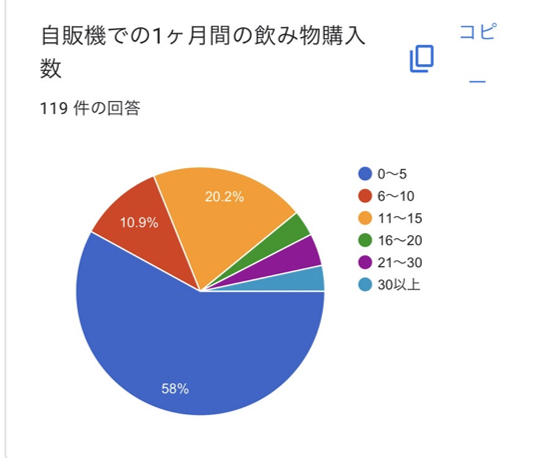 自販機での1ヶ月間の飲み物購入
数
コピ
ー
119 件の回答
0〜5
6〜10
11〜15
16〜20
21〜30
30以上
20.2%
10.9%
58%